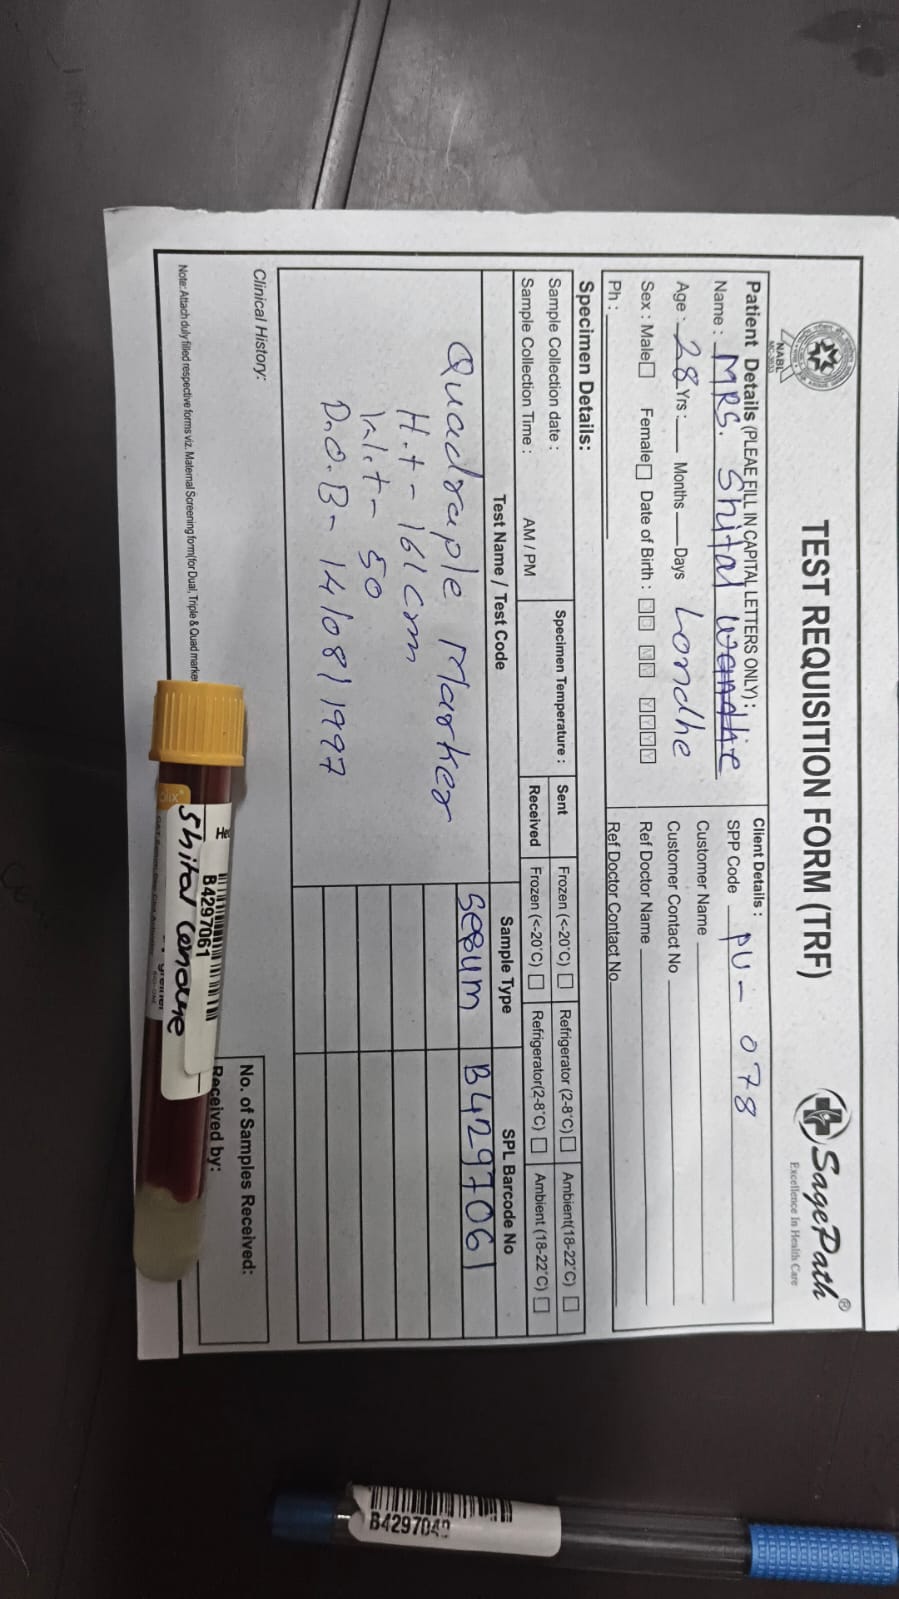 NABL
MC-2633
TEST REQUISITION FORM (TRF)
SagePath®
Excellence In Health Care
Patient Details (PLEAE FILL IN CAPITAL LETTERS ONLY) :
Name : MRS. Shital
Londhe
Age : 28 Yrs : Months Days
Sex : Male Female Date of Birth : D D M M Y Y Y Y
Ph :
Client Details :
SPP Code PU - 078
Customer Name
Customer Contact No
Ref Doctor Name
Ref Doctor Contact No
Specimen Details:
Sample Collection date :
Sample Collection Time : AM / PM
Specimen Temperature :
Sent Frozen (<-20°C) Refrigerator (2-8°C) Ambient(18-22°C)
Received Frozen (<-20°C) Refrigerator(2-8°C) Ambient (18-22°C)
Test Name / Test Code Sample Type SPL Barcode No
Quadraple Marker Serum B4297061
H.t - 161 cm
W.t - 50
D.O.B - 14/08/1997
Clinical History:
No. of Samples Received:
Received by:
Note: Attach duly filled respective forms viz. Maternal Screening form(for Dual, Triple & Quad marker
B4297061
Shital Londhe
B4297049